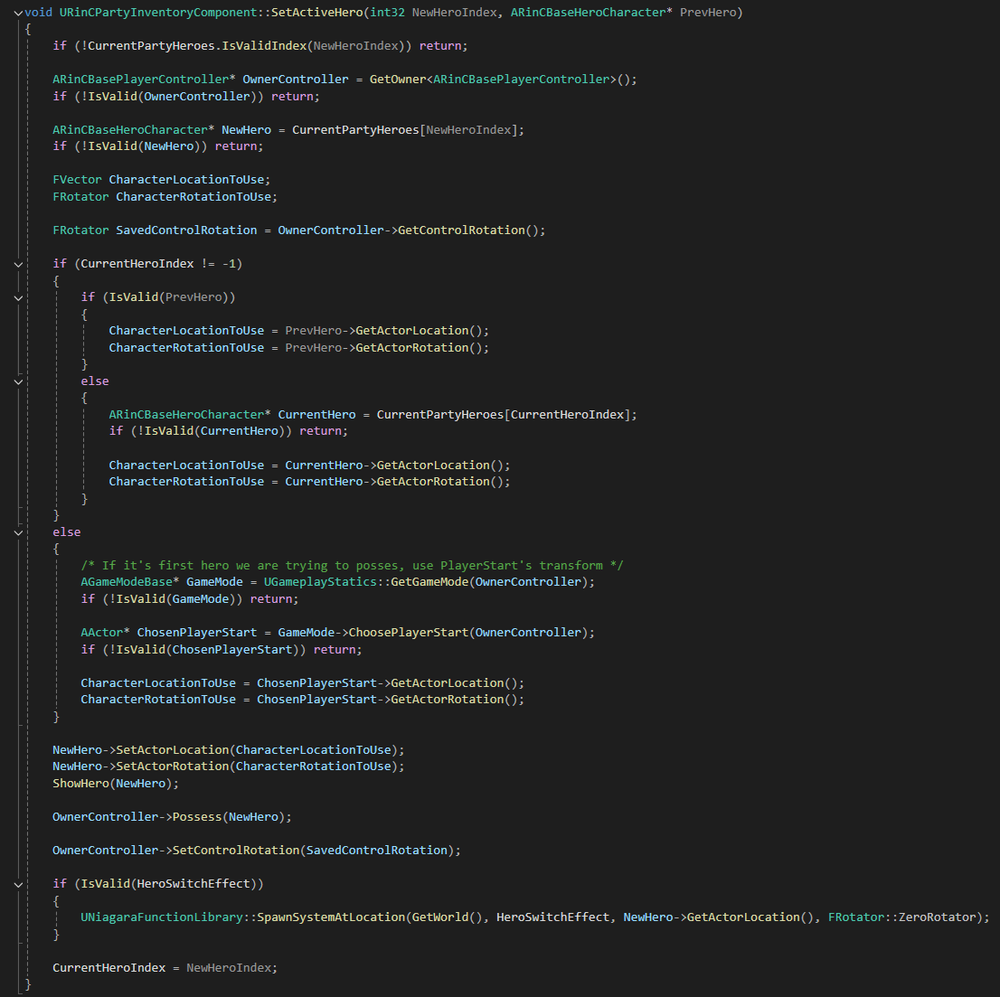 void URinCPartyInventoryComponent::SetActiveHero(int32 NewHeroIndex, ARinCBaseHeroCharacter* PrevHero)
{
    if (!CurrentPartyHeroes.IsValidIndex(NewHeroIndex)) return;

    ARinCBasePlayerController* OwnerController = GetOwner<ARinCBasePlayerController>();
    if (!IsValid(OwnerController)) return;

    ARinCBaseHeroCharacter* NewHero = CurrentPartyHeroes[NewHeroIndex];
    if (!IsValid(NewHero)) return;

    FVector CharacterLocationToUse;
    FRotator CharacterRotationToUse;

    FRotator SavedControlRotation = OwnerController->GetControlRotation();

    if (CurrentHeroIndex != -1)
    {
        if (IsValid(PrevHero))
        {
            CharacterLocationToUse = PrevHero->GetActorLocation();
            CharacterRotationToUse = PrevHero->GetActorRotation();
        }
        else
        {
            ARinCBaseHeroCharacter* CurrentHero = CurrentPartyHeroes[CurrentHeroIndex];
            if (!IsValid(CurrentHero)) return;

            CharacterLocationToUse = CurrentHero->GetActorLocation();
            CharacterRotationToUse = CurrentHero->GetActorRotation();
        }
    }
    else
    {
        /* If it's first hero we are trying to posses, use PlayerStart's transform */
        AGameModeBase* GameMode = UGameplayStatics::GetGameMode(OwnerController);
        if (!IsValid(GameMode)) return;

        AActor* ChosenPlayerStart = GameMode->ChoosePlayerStart(OwnerController);
        if (!IsValid(ChosenPlayerStart)) return;

        CharacterLocationToUse = ChosenPlayerStart->GetActorLocation();
        CharacterRotationToUse = ChosenPlayerStart->GetActorRotation();
    }

    NewHero->SetActorLocation(CharacterLocationToUse);
    NewHero->SetActorRotation(CharacterRotationToUse);
    ShowHero(NewHero);

    OwnerController->Possess(NewHero);

    OwnerController->SetControlRotation(SavedControlRotation);

    if (IsValid(HeroSwitchEffect))
    {
        UNiagaraFunctionLibrary::SpawnSystemAtLocation(GetWorld(), HeroSwitchEffect, NewHero->GetActorLocation(), FRotator::ZeroRotator);
    }

    CurrentHeroIndex = NewHeroIndex;
}